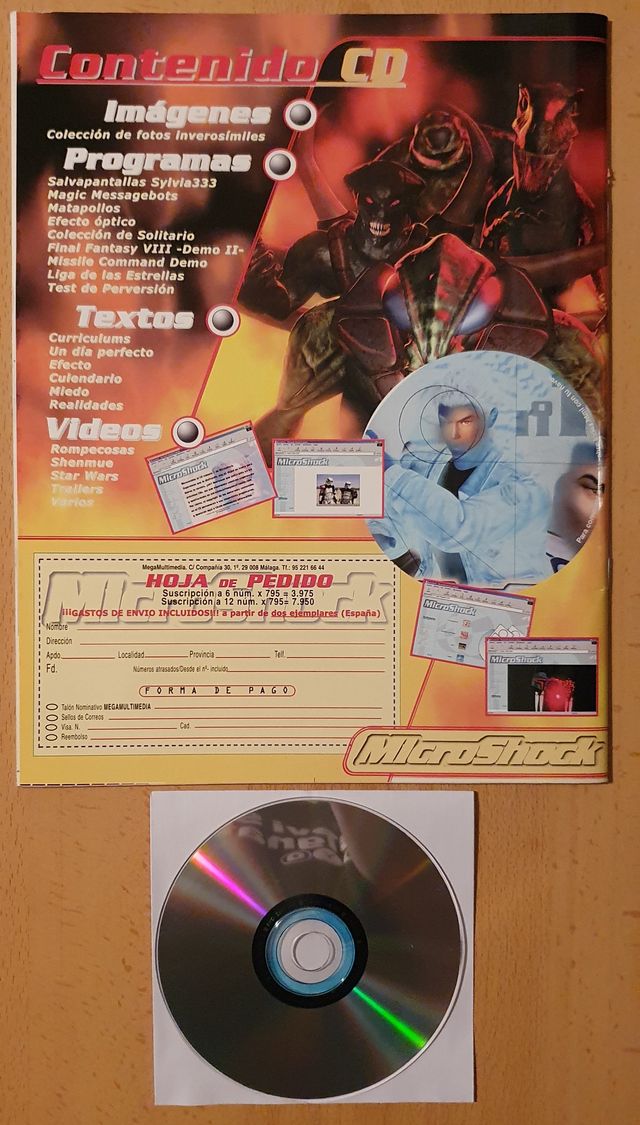 Contenido CD
Imágenes
Colección de fotos inverosímiles
Programas
Salvapantallas Sylvia333
Magic Messagebots
Matapollos
Efecto óptico
Colección de Solitario
Final Fantasy VIII -Demo II-
Missile Command Demo
Liga de las Estrellas
Test de Perversión
Textos
Curriculums
Un día perfecto
Efecto
Culendario
Miedo
Realidades
Videos
Rompecosas
Shenmue
Star Wars
Trailers
Varios
MicroShock
MicroShock
Para co
MegaMultimedia. C/ Compañía 30, 1º. 29 008 Málaga. Tf.: 95 221 66 44
MicroShock
HOJA DE PEDIDO
Suscripción a 6 núm. x 795 = 3.975
Suscripción a 12 núm. x 795= 7.950
¡¡¡GASTOS DE ENVIO INCLUIDOS!!! a partir de dos ejemplares (España)
Nombre
Dirección
Apdo. Localidad Provincia Telf.
Fd. Números atrasados/Desde el nº- incluido
FORMA DE PAGO
Talón Nominativo MEGAMULTIMEDIA
Sellos de Correos
Visa. N. Cad.
Reembolso
MicroShock
MicroShock
MicroShock